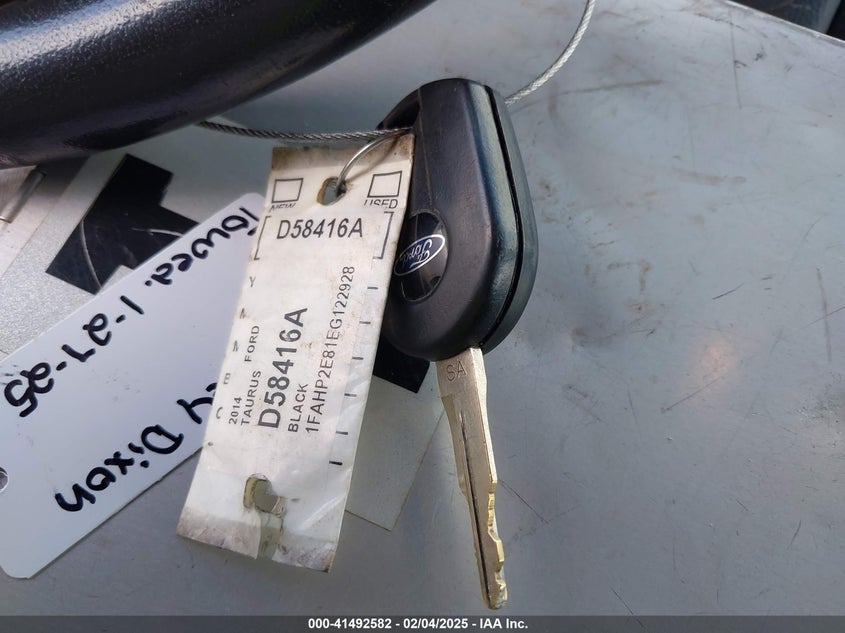 NEW USED
D58416A
2014
TAURUS FORD
D58416A
BLACK
1FAHP2E81EG122928
Ford
SA
Towed. 1-27-25
Dixon
000-41492582 - 02/04/2025 - IAA Inc.